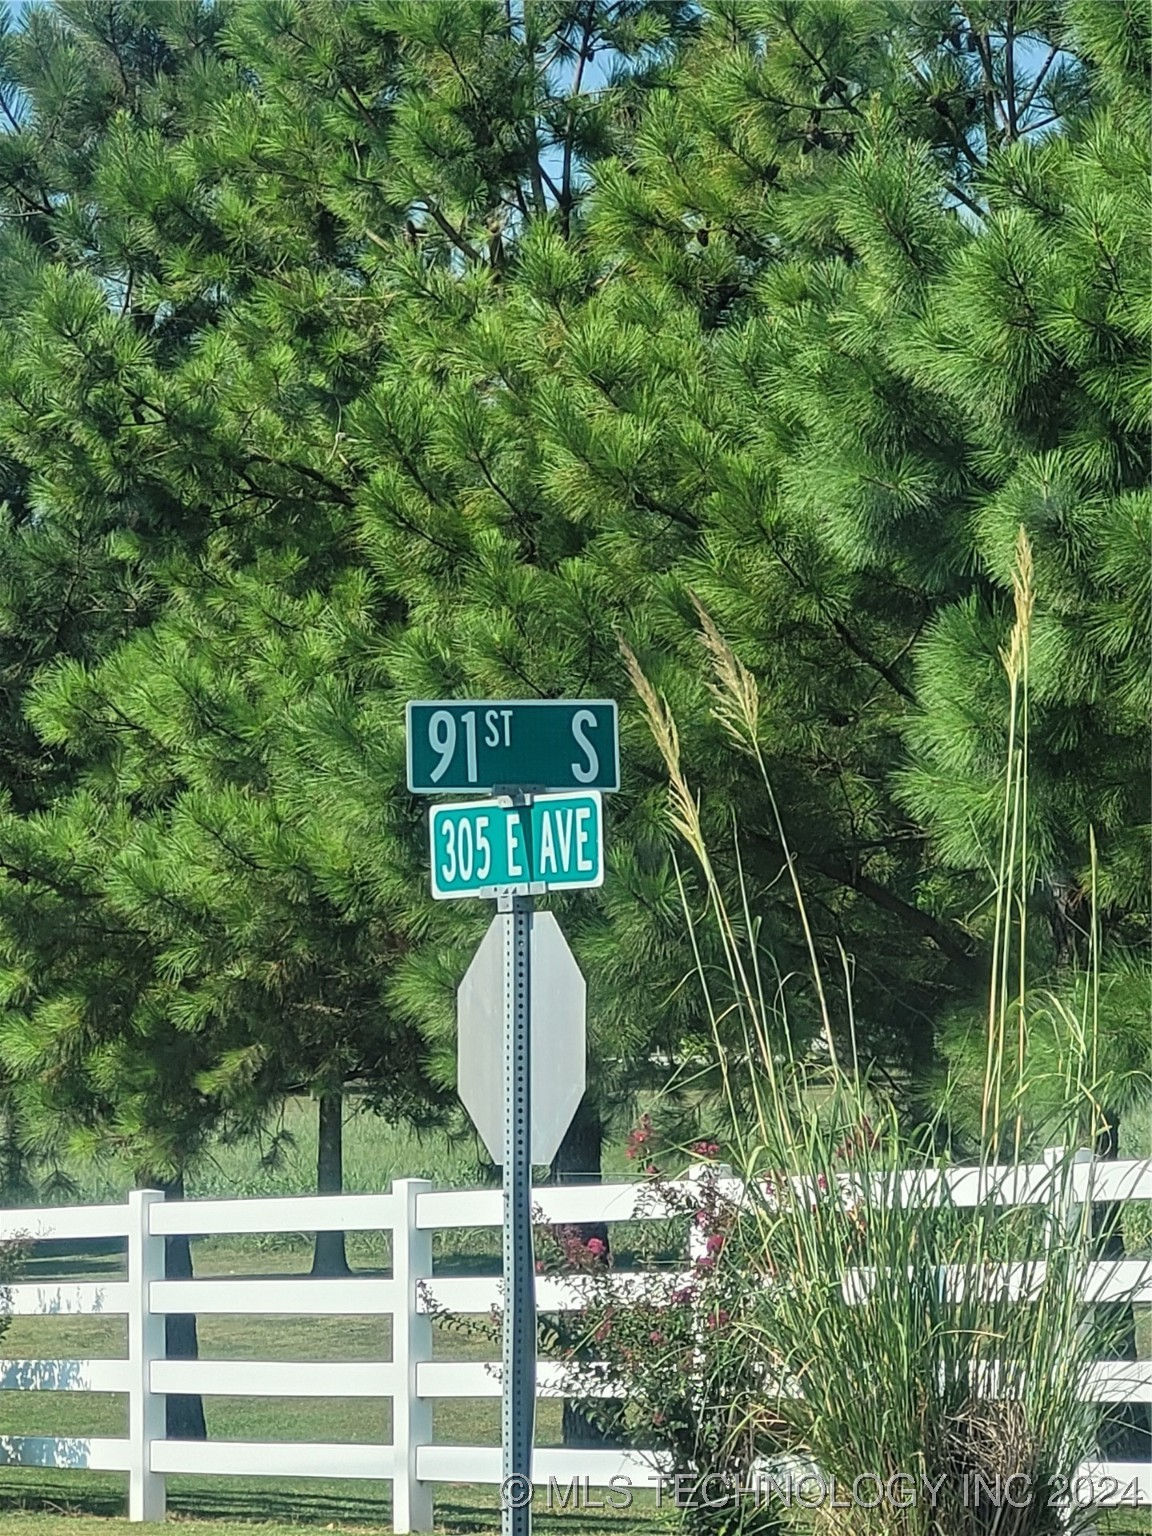 91ST S
305 E AVE
© MLS TECHNOLOGY INC 2024